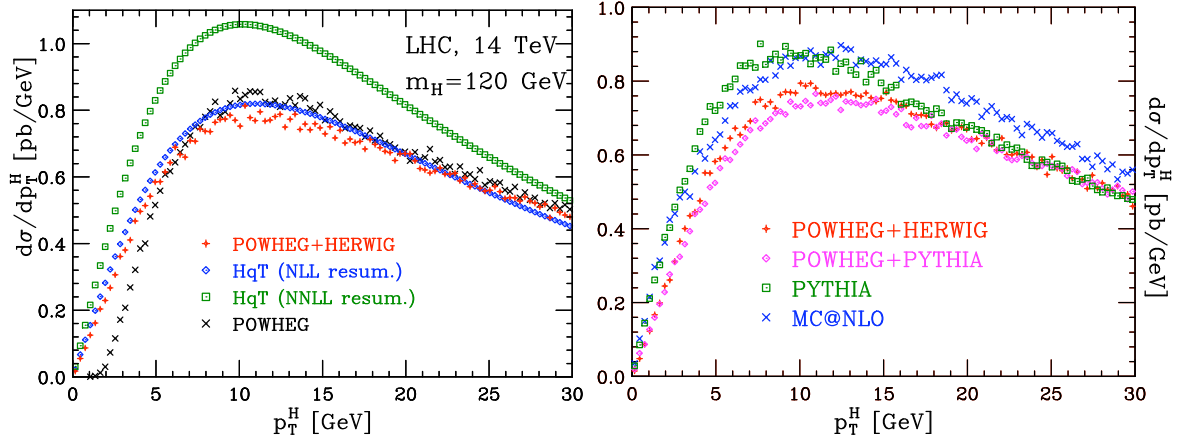 LHC, 14 TeV
m_H=120 GeV
dσ/dp_T^H [pb/GeV]
1.0
0.8
0.6
0.4
0.2
0.0
POWHEG+HERWIG
HqT (NLL resum.)
HqT (NNLL resum.)
POWHEG
0 5 10 15 20 25 30
p_T^H [GeV]
1.0
0.8
0.6
0.4
0.2
0.0
POWHEG+HERWIG
POWHEG+PYTHIA
PYTHIA
MC@NLO
0 5 10 15 20 25 30
p_T^H [GeV]
dσ/dp_T^H [pb/GeV]